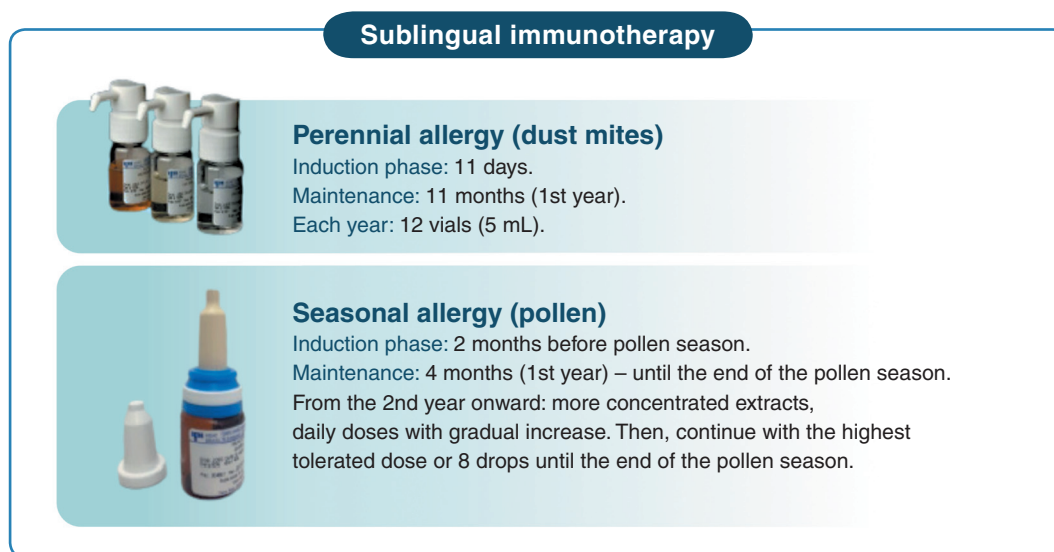 Sublingual immunotherapy
Perennial allergy (dust mites)
Induction phase: 11 days.
Maintenance: 11 months (1st year).
Each year: 12 vials (5 mL).
Seasonal allergy (pollen)
Induction phase: 2 months before pollen season.
Maintenance: 4 months (1st year) – until the end of the pollen season.
From the 2nd year onward: more concentrated extracts,
daily doses with gradual increase. Then, continue with the highest
tolerated dose or 8 drops until the end of the pollen season.